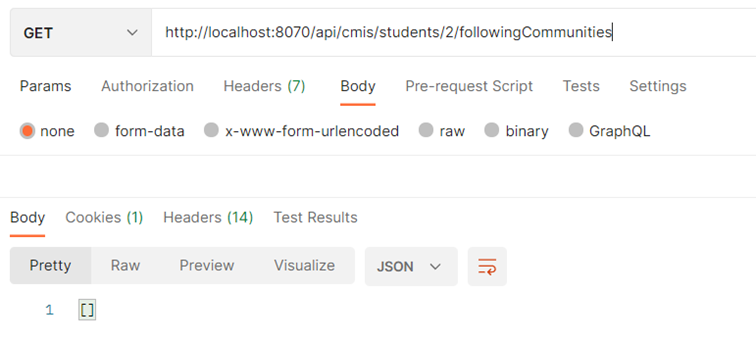 GET http://localhost:8070/api/cmis/students/2/followingCommunities
Params Authorization Headers (7) Body Pre-request Script Tests Settings
none form-data x-www-form-urlencoded raw binary GraphQL
Body Cookies (1) Headers (14) Test Results
Pretty Raw Preview Visualize JSON
1 []